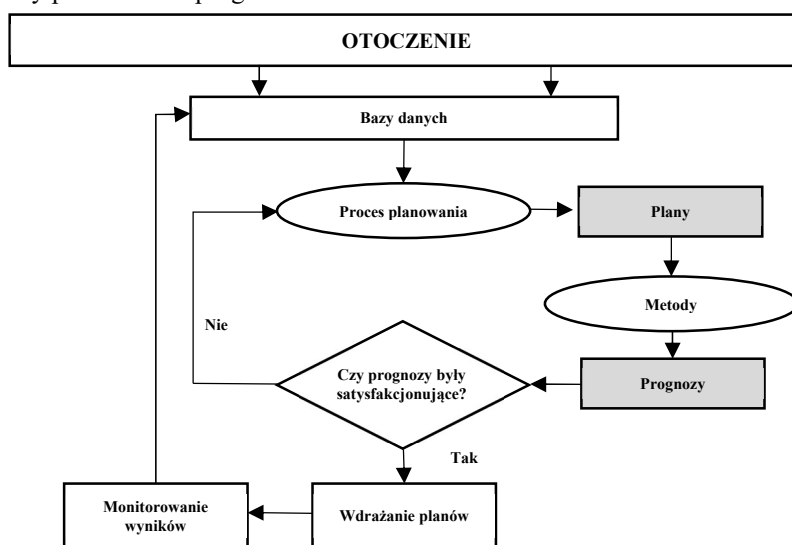 OTOCZENIE
Bazy danych
Proces planowania
Plany
Metody
Nie
Czy prognozy były
satysfakcjonujące?
Prognozy
Tak
Monitorowanie
wyników
Wdrażanie planów